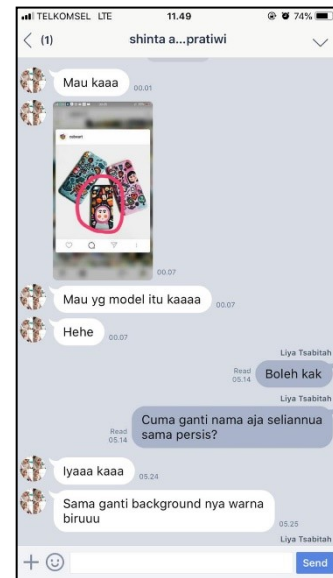 TELKOMSEL LTE 11.49 74%
(1) shinta a...pratiwi
Mau kaaa 00.01
00.07
Mau yg model itu kaaaa 00.07
Hehe 00.07
Liya Tsabitah
Read
05.14
Boleh kak
Liya Tsabitah
Read
05.14
Cuma ganti nama aja seliannua
sama persis?
Iyaaa kaaa 05.24
Sama ganti background nya warna
biruuu
05.25
Liya Tsabitah
Send